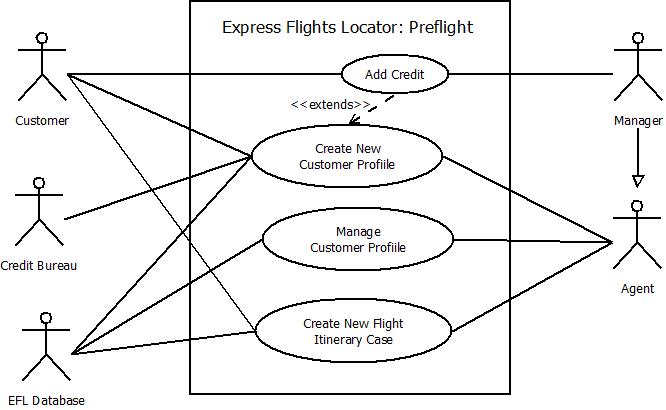 Express Flights Locator: Preflight
Add Credit
<<extends>>
Customer
Manager
Create New
Customer Profiile
Credit Bureau
Manage
Customer Profiile
Agent
Create New Flight
Itinerary Case
EFL Database